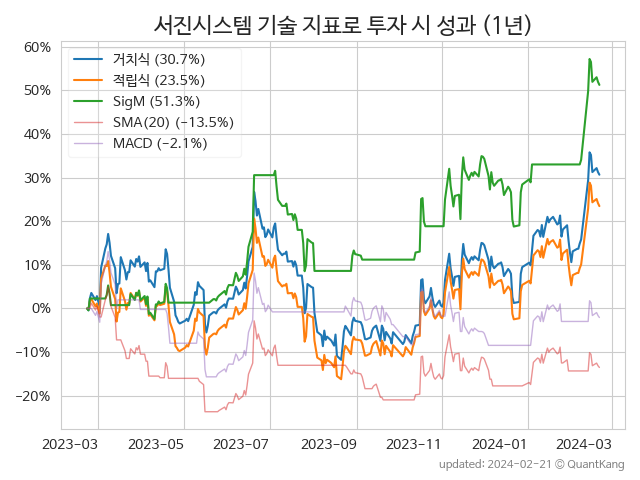 서진시스템 기술 지표로 투자 시 성과 (1년)
60%
50%
40%
30%
20%
10%
0%
−10%
−20%
거치식 (30.7%)
적립식 (23.5%)
SigM (51.3%)
SMA(20) (−13.5%)
MACD (−2.1%)
2023-03 2023-05 2023-07 2023-09 2023-11 2024-01 2024-03
updated: 2024-02-21 © QuantKang